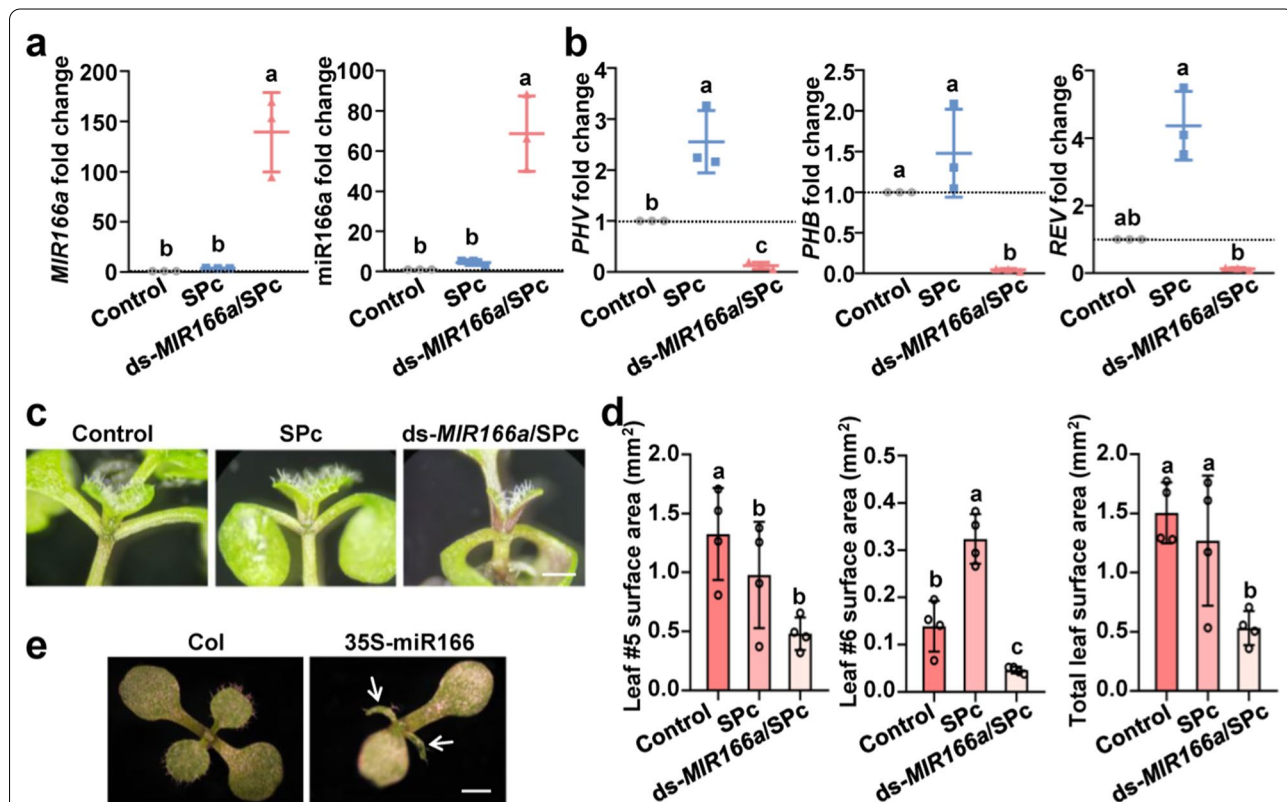 a
MIR166a fold change
200
150
100
50
0
b
b
a
Control
SPc
ds-MIR166a/SPc
miR166a fold change
100
80
60
40
20
0
b
b
a
Control
SPc
ds-MIR166a/SPc
b
PHV fold change
4
3
2
1
0
b
a
c
Control
SPc
ds-MIR166a/SPc
PHB fold change
2.5
2.0
1.5
1.0
0.5
0.0
a
a
b
Control
SPc
ds-MIR166a/SPc
REV fold change
6
4
2
0
ab
a
b
Control
SPc
ds-MIR166a/SPc
c
Control
SPc
ds-MIR166a/SPc
d
Leaf #5 surface area (mm²)
2.0
1.5
1.0
0.5
0.0
a
b
b
Control
SPc
ds-MIR166a/SPc
Leaf #6 surface area (mm²)
0.5
0.4
0.3
0.2
0.1
0.0
b
a
c
Control
SPc
ds-MIR166a/SPc
Total leaf surface area (mm²)
2.0
1.5
1.0
0.5
0.0
a
a
b
Control
SPc
ds-MIR166a/SPc
e
Col
35S-miR166